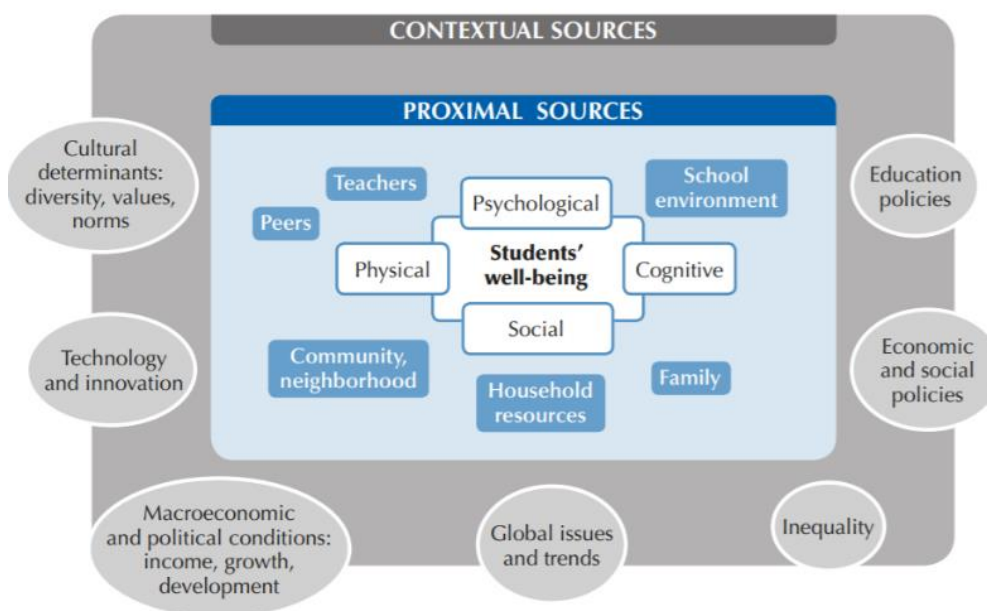 CONTEXTUAL SOURCES
PROXIMAL SOURCES
Cultural
determinants:
diversity, values,
norms
Teachers
Peers
Psychological
School
environment
Education
policies
Physical
Students’
well-being
Cognitive
Social
Technology
and innovation
Community,
neighborhood
Household
resources
Family
Economic
and social
policies
Macroeconomic
and political conditions:
income, growth,
development
Global issues
and trends
Inequality